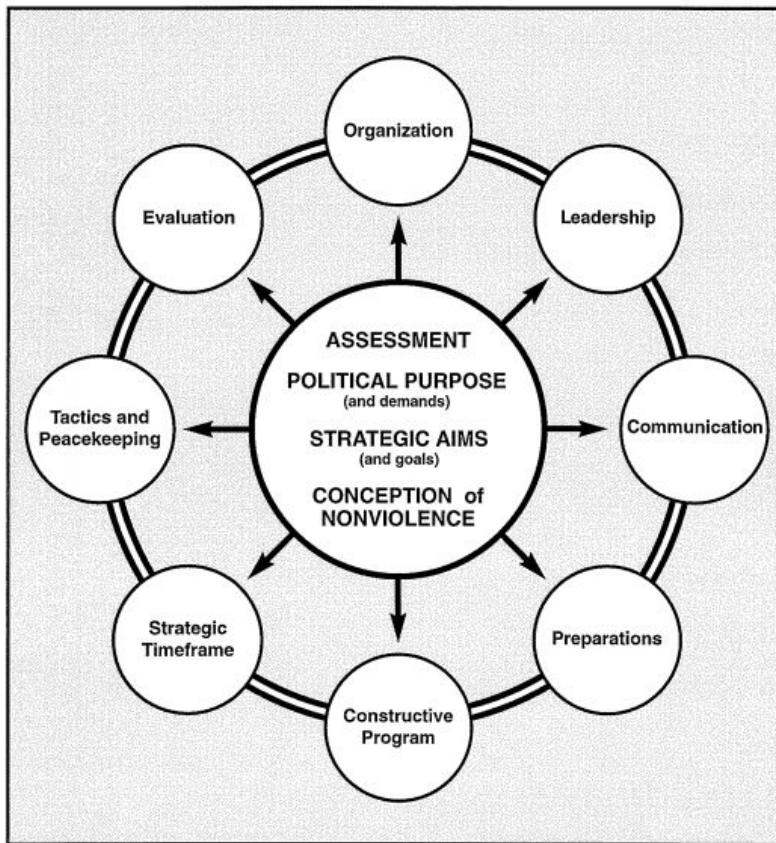 Organization
Evaluation
Leadership
ASSESSMENT
POLITICAL PURPOSE
(and demands)
STRATEGIC AIMS
(and goals)
CONCEPTION of
NONVIOLENCE
Tactics and
Peacekeeping
Communication
Strategic
Timeframe
Preparations
Constructive
Program